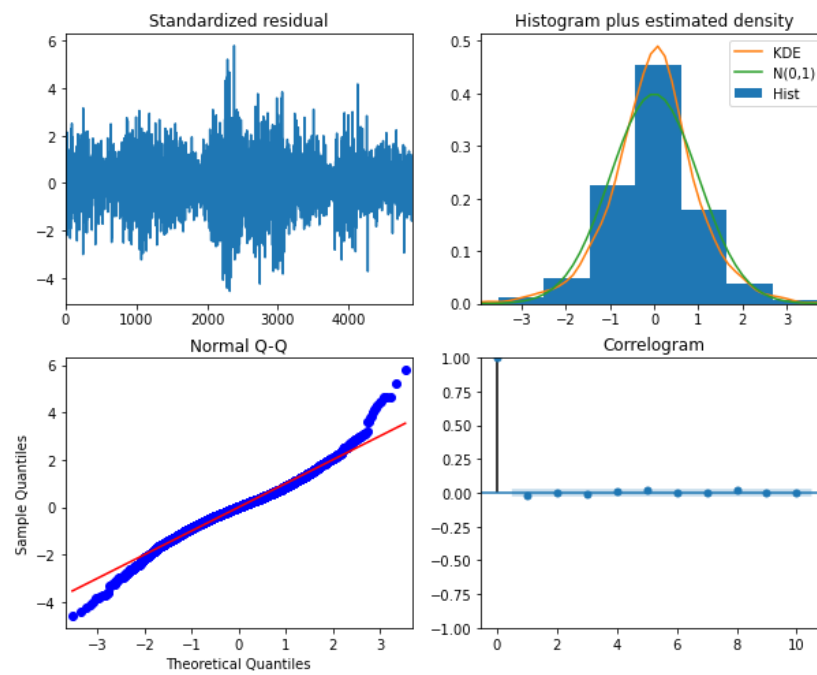 Standardized residual
6
4
2
0
−2
−4
0 1000 2000 3000 4000
Histogram plus estimated density
0.5
0.4
0.3
0.2
0.1
0.0
KDE
N(0,1)
Hist
−3 −2 −1 0 1 2 3
Normal Q-Q
Sample Quantiles
6
4
2
0
−2
−4
−3 −2 −1 0 1 2 3
Theoretical Quantiles
Correlogram
1.00
0.75
0.50
0.25
0.00
−0.25
−0.50
−0.75
−1.00
0 2 4 6 8 10